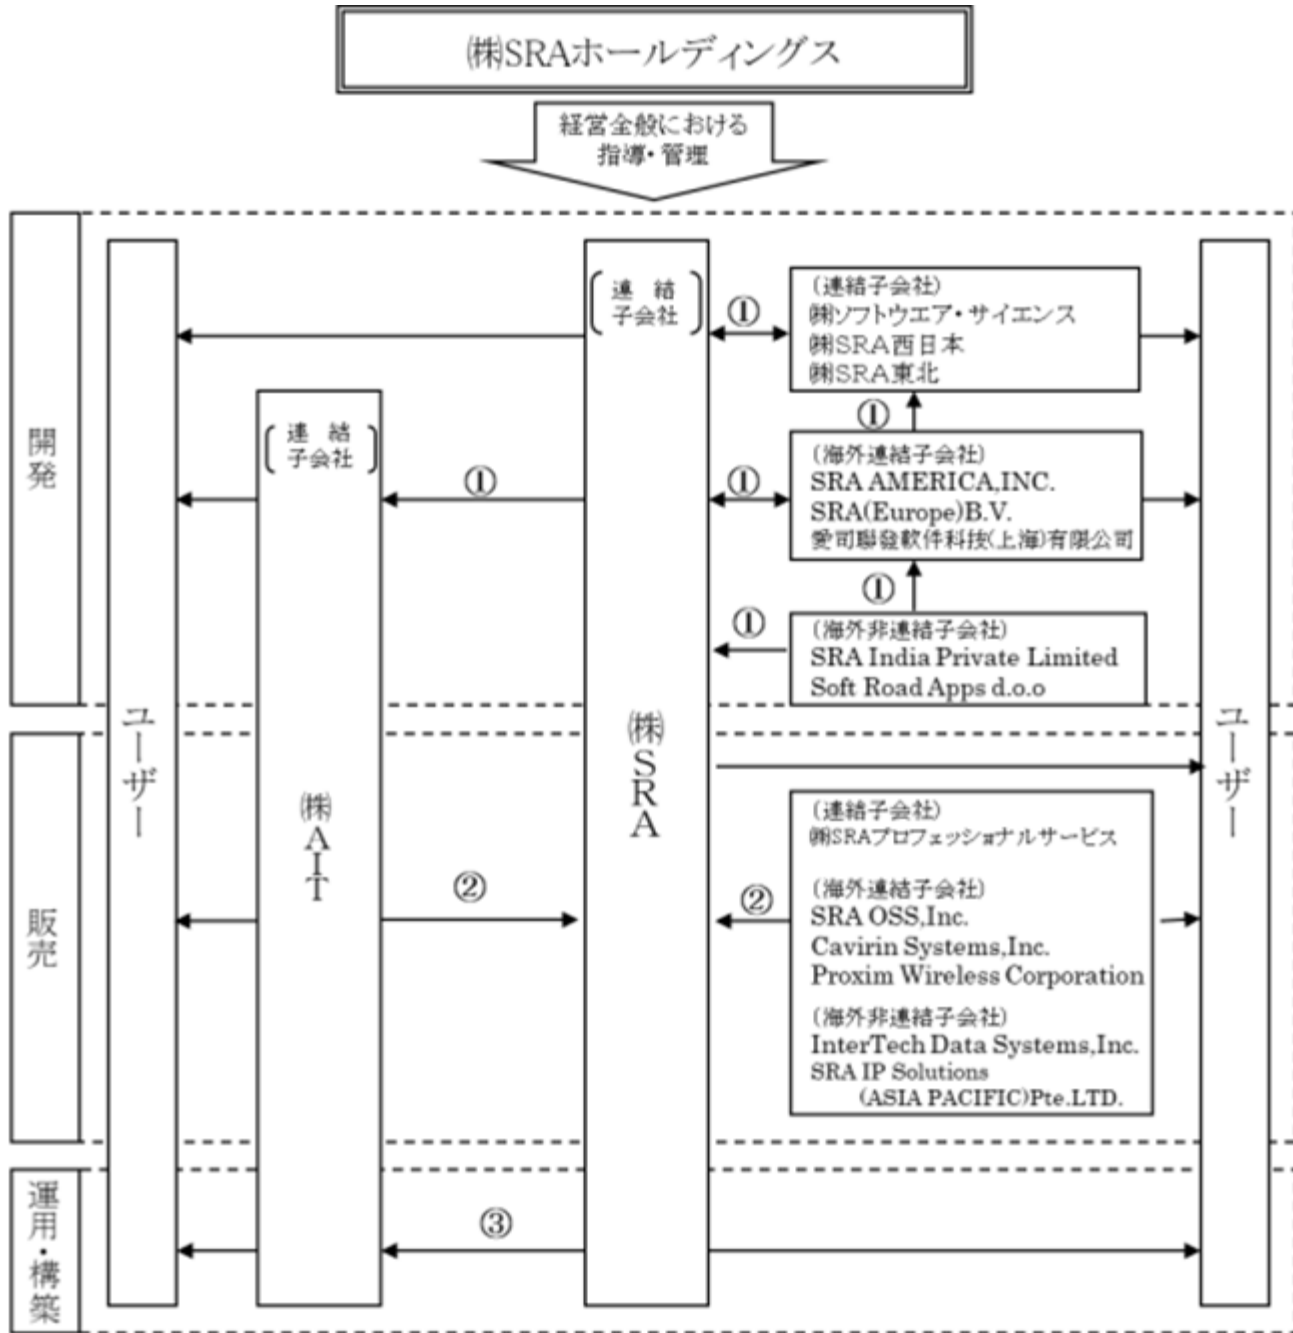 ㈱SRAホールディングス
経営全般における
指導・管理
開発
ユーザー
連 結
子会社
㈱AIT
連 結
子会社
㈱SRA
①
(連結子会社)
㈱ソフトウエア・サイエンス
㈱SRA西日本
㈱SRA東北
①
①
①
(海外連結子会社)
SRA AMERICA,INC.
SRA(Europe)B.V.
愛司聯發軟件科技(上海)有限公司
①
①
(海外非連結子会社)
SRA India Private Limited
Soft Road Apps d.o.o
ユーザー
販売
②
②
(連結子会社)
㈱SRAプロフェッショナルサービス
(海外連結子会社)
SRA OSS,Inc.
Cavirin Systems,Inc.
Proxim Wireless Corporation
(海外非連結子会社)
InterTech Data Systems,Inc.
SRA IP Solutions
(ASIA PACIFIC)Pte.LTD.
運用・構築
③